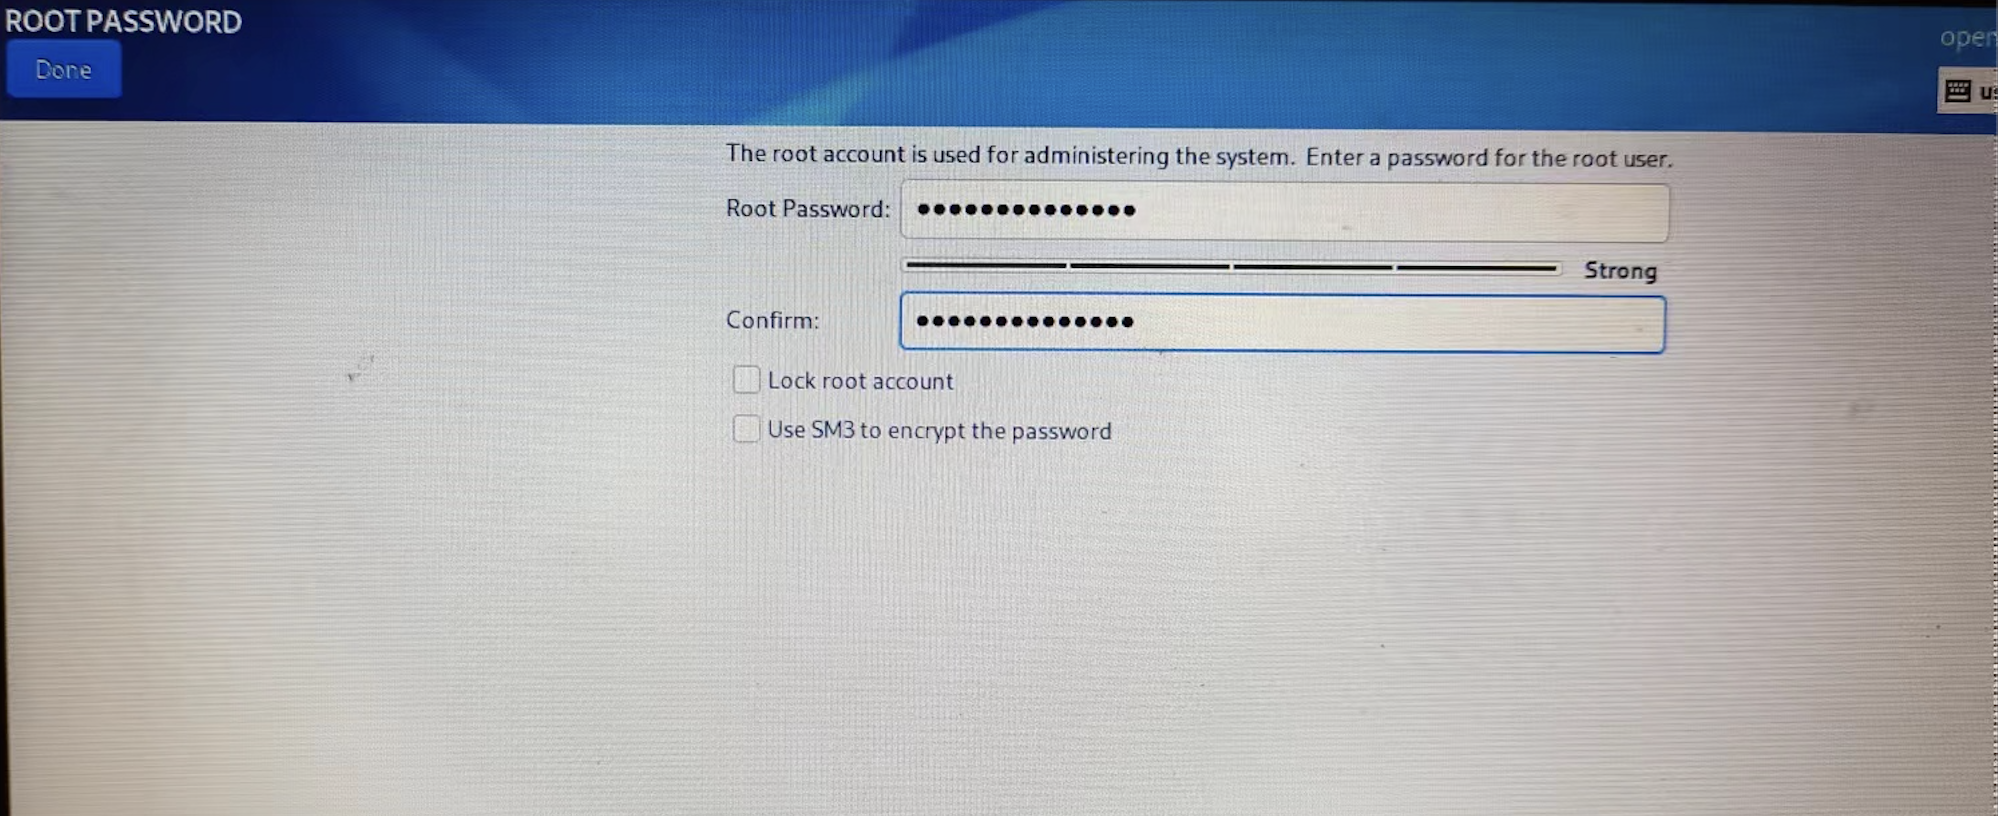 ROOT PASSWORD
Done
The root account is used for administering the system. Enter a password for the root user.
Root Password: ••••••••••••••
Strong
Confirm: ••••••••••••••
Lock root account
Use SM3 to encrypt the password